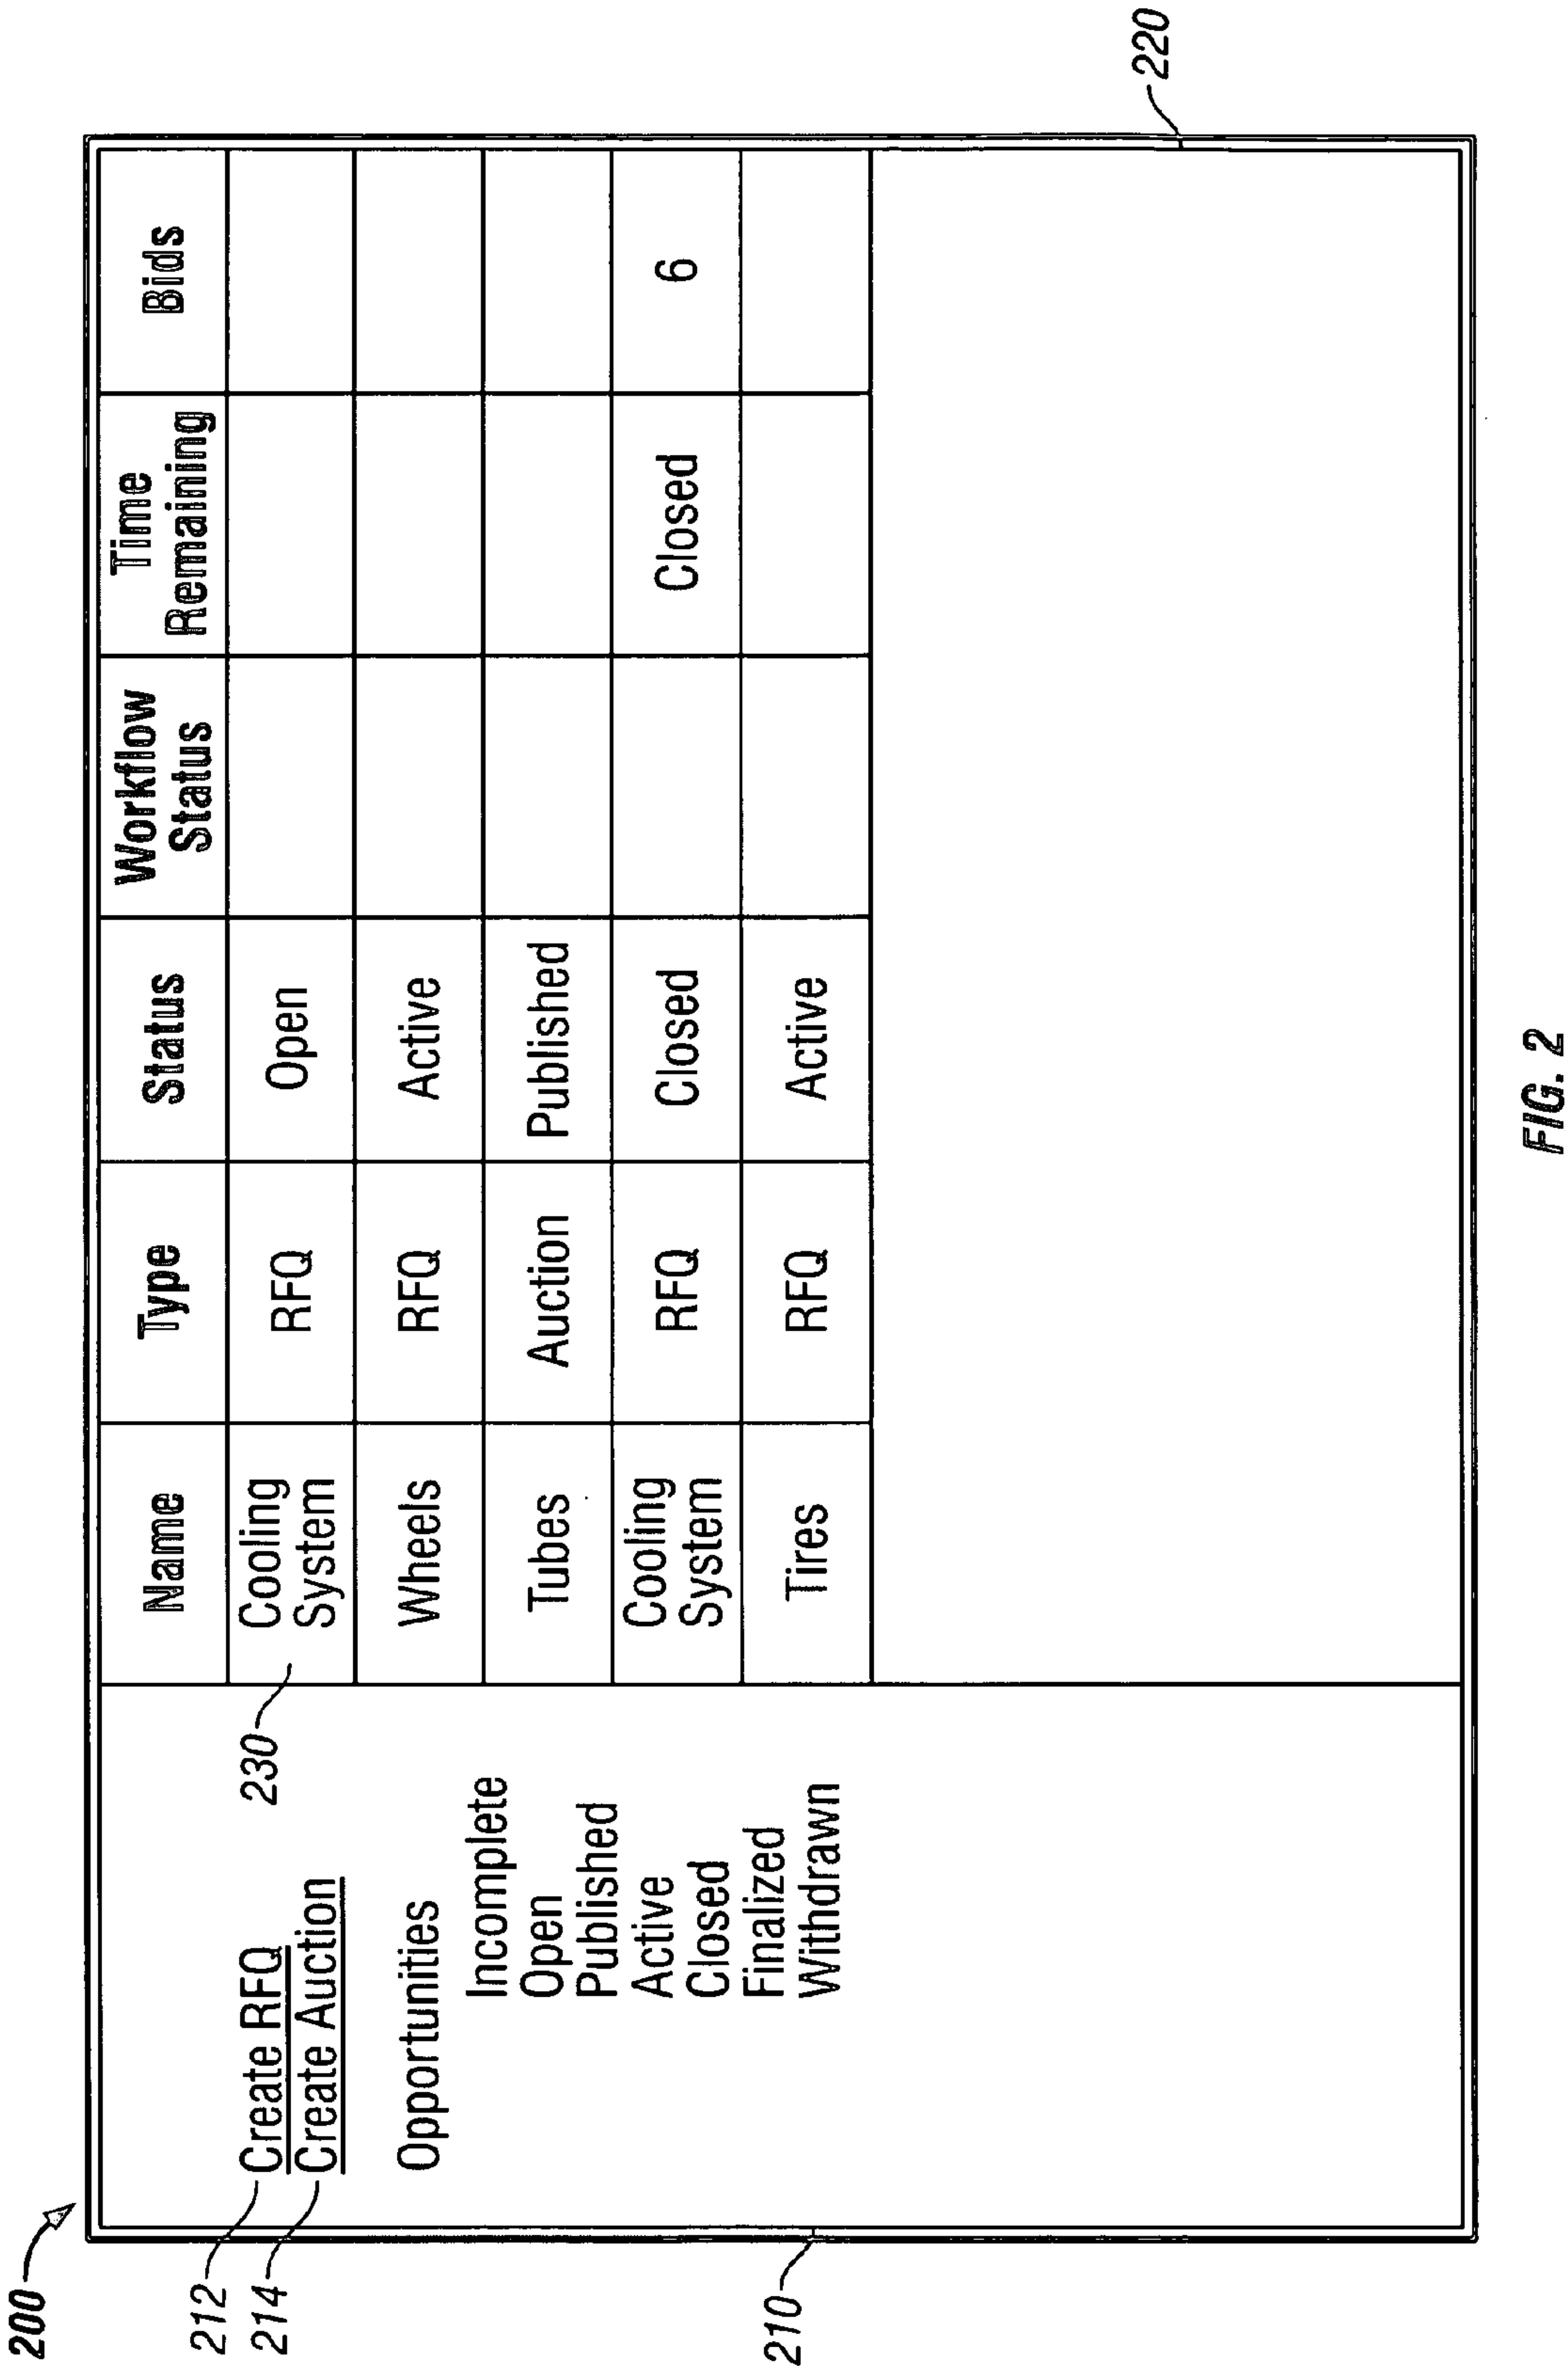 200
212
Create RFQ
214
Create Auction
Opportunities
Incomplete
Open
Published
Active
Closed
Finalized
Withdrawn
210
230
Name Type Status Workflow Status Time Remaining Bids
Cooling System RFQ Open
Wheels RFQ Active
Tubes Auction Published
Cooling System RFQ Closed Closed 6
Tires RFQ Active
220
FIG. 2